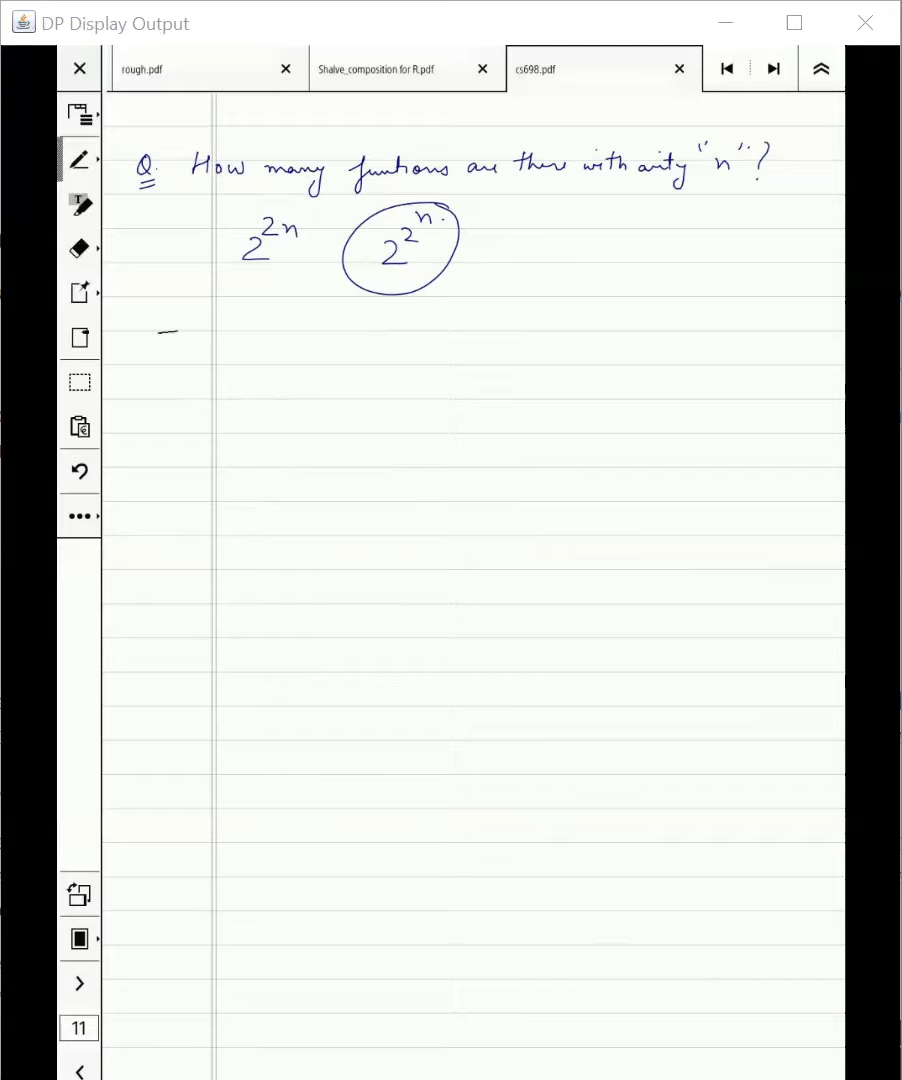 DP Display Output
rough.pdf
Shalve_composition for R.pdf
cs698.pdf
Q. How many funtions are there with arity "n"?
2^{2n} 2^{2^{n}}.
—
11